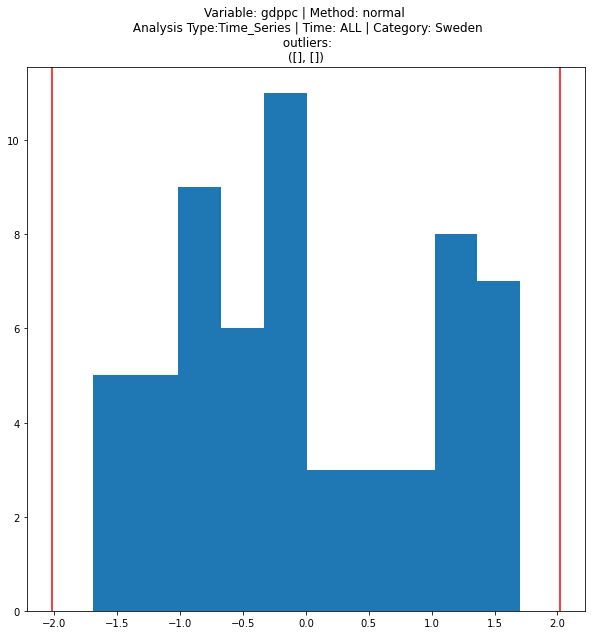 Variable: gdppc | Method: normal
Analysis Type:Time_Series | Time: ALL | Category: Sweden
outliers:
([], [])
10
8
6
4
2
0
−2.0 −1.5 −1.0 −0.5 0.0 0.5 1.0 1.5 2.0